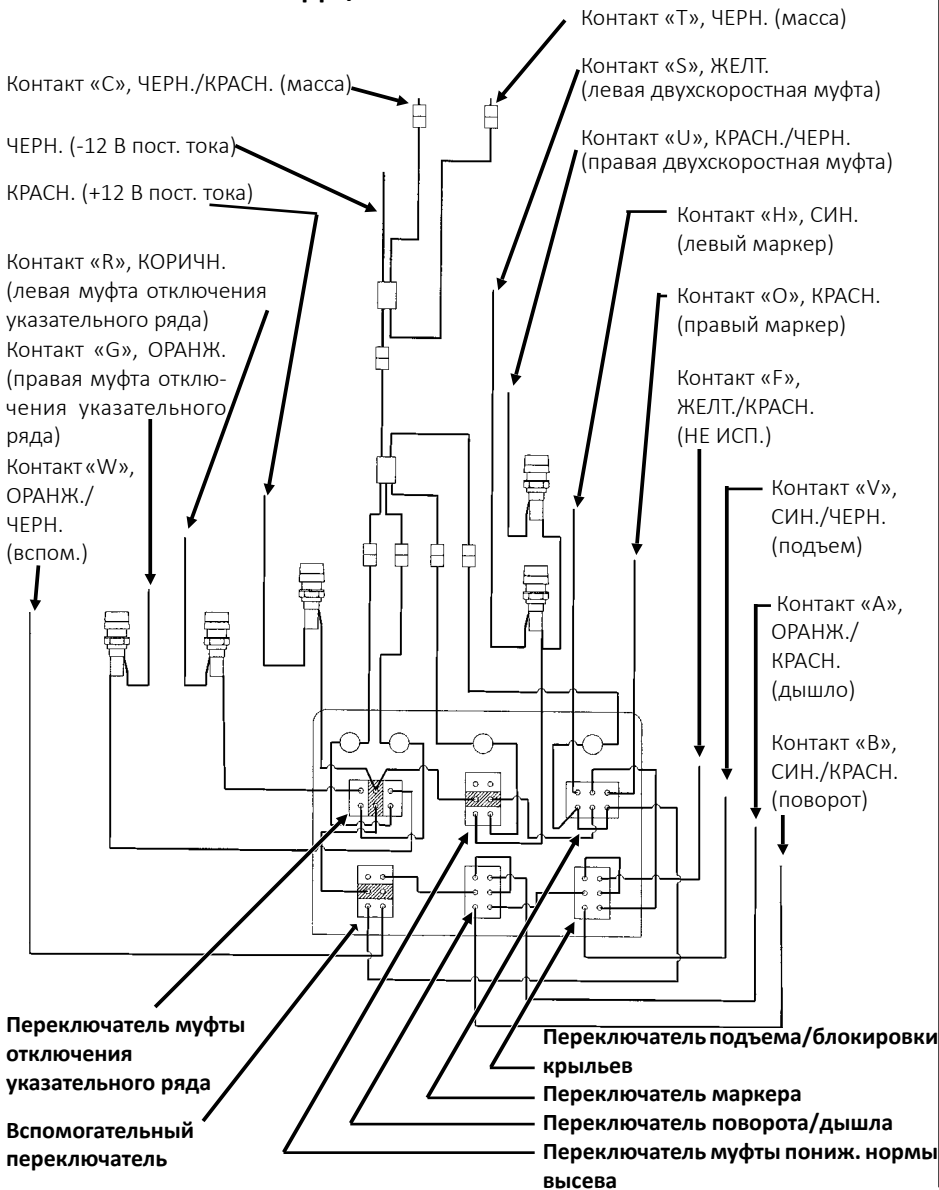 Контакт «T», ЧЕРН. (масса)
Контакт «C», ЧЕРН./КРАСН. (масса)
Контакт «S», ЖЕЛТ.
(левая двухскоростная муфта)
ЧЕРН. (-12 В пост. тока)
Контакт «U», КРАСН./ЧЕРН.
(правая двухскоростная муфта)
КРАСН. (+12 В пост. тока)
Контакт «H», СИН.
(левый маркер)
Контакт «R», КОРИЧН.
(левая муфта отключения
указательного ряда)
Контакт «O», КРАСН.
(правый маркер)
Контакт «G», ОРАНЖ.
(правая муфта отклю-
чения указательного
ряда)
Контакт «F»,
ЖЕЛТ./КРАСН.
(НЕ ИСП.)
Контакт «W»,
ОРАНЖ./
ЧЕРН.
(вспом.)
Контакт «V»,
СИН./ЧЕРН.
(подъем)
Контакт «A»,
ОРАНЖ./
КРАСН.
(дышло)
Контакт «B»,
СИН./КРАСН.
(поворот)
Переключатель муфты
отключения
указательного ряда
Вспомогательный
переключатель
Переключатель подъема/блокировки
крыльев
Переключатель маркера
Переключатель поворота/дышла
Переключатель муфты пониж. нормы
высева